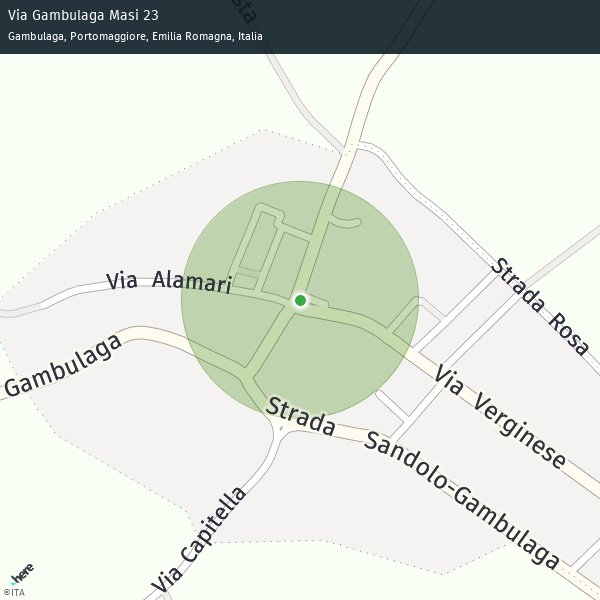 Via Gambulaga Masi 23
Gambulaga, Portomaggiore, Emilia Romagna, Italia
sta
Via Alamari
Strada Rosa
Gambulaga
Strada Sandolo-Gambulaga
Via Verginese
Via Capitella
here
©ITA